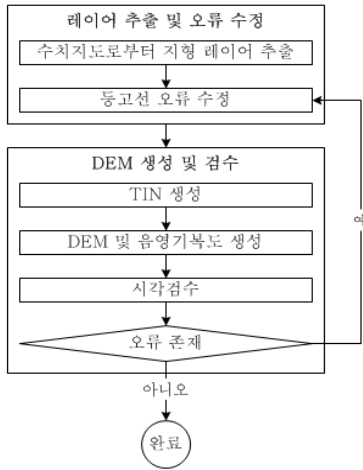 레이어 추출 및 오류 수정
수치지도로부터 지형 레이어 추출
등고선 오류 수정
DEM 생성 및 검수
TIN 생성
DEM 및 음영기복도 생성
시각검수
오류 존재
아니오
완료